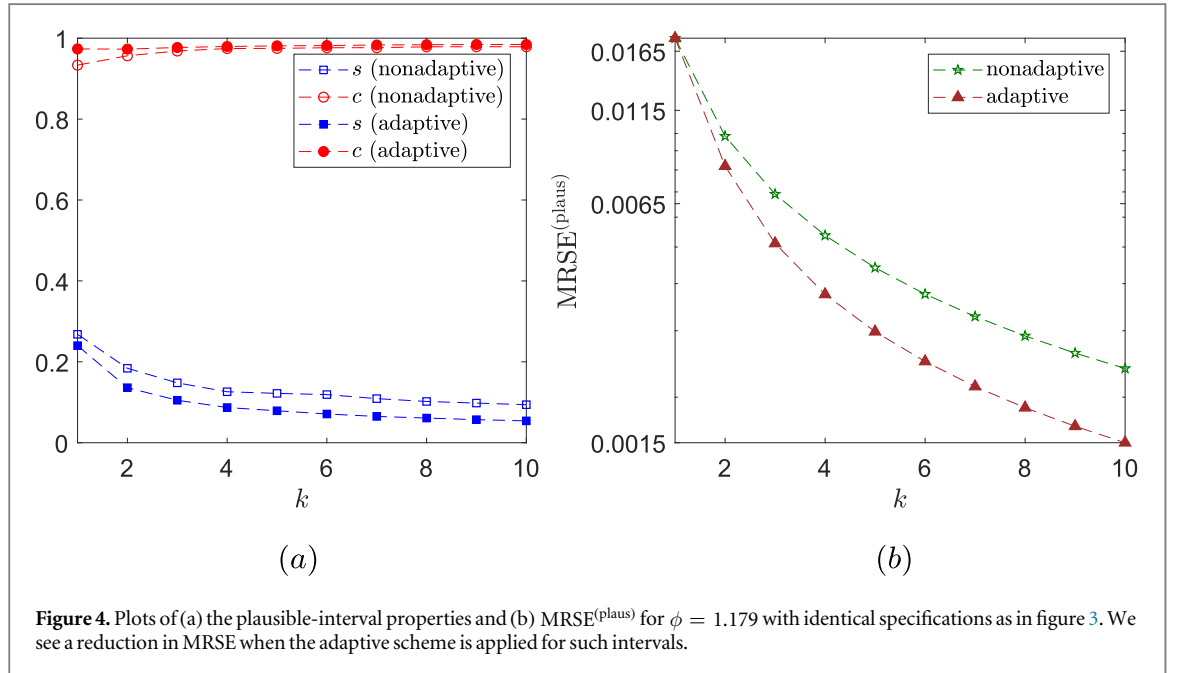 1
0.8
0.6
0.4
0.2
0
2
4
6
8
10
k
s (nonadaptive)
c (nonadaptive)
s (adaptive)
c (adaptive)
(a)
MRSE^(plaus)
0.0165
0.0115
0.0065
0.0015
2
4
6
8
10
k
nonadaptive
adaptive
(b)
Figure 4. Plots of (a) the plausible-interval properties and (b) MRSE^(plaus) for ϕ = 1.179 with identical specifications as in figure 3. We
see a reduction in MRSE when the adaptive scheme is applied for such intervals.